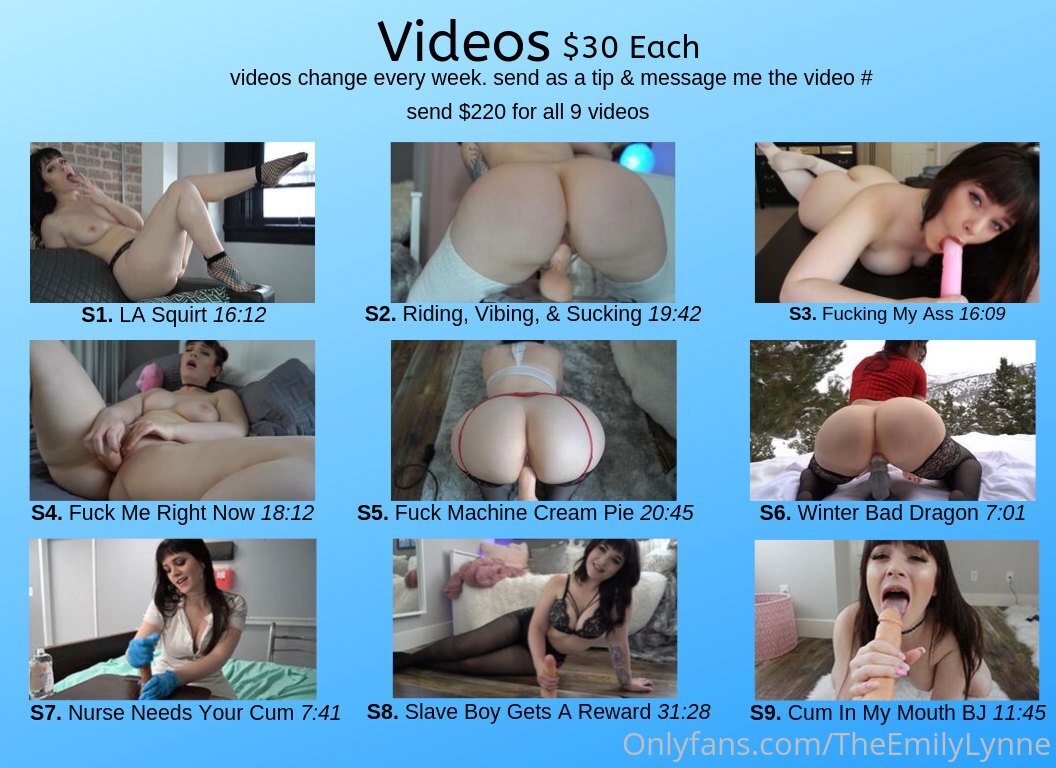 Videos $30 Each
videos change every week. send as a tip & message me the video #
send $220 for all 9 videos
S1. LA Squirt 16:12
S2. Riding, Vibing, & Sucking 19:42
S3. Fucking My Ass 16:09
S4. Fuck Me Right Now 18:12
S5. Fuck Machine Cream Pie 20:45
S6. Winter Bad Dragon 7:01
S7. Nurse Needs Your Cum 7:41
S8. Slave Boy Gets A Reward 31:28
S9. Cum In My Mouth BJ 11:45
Onlyfans.com/TheEmilyLynne